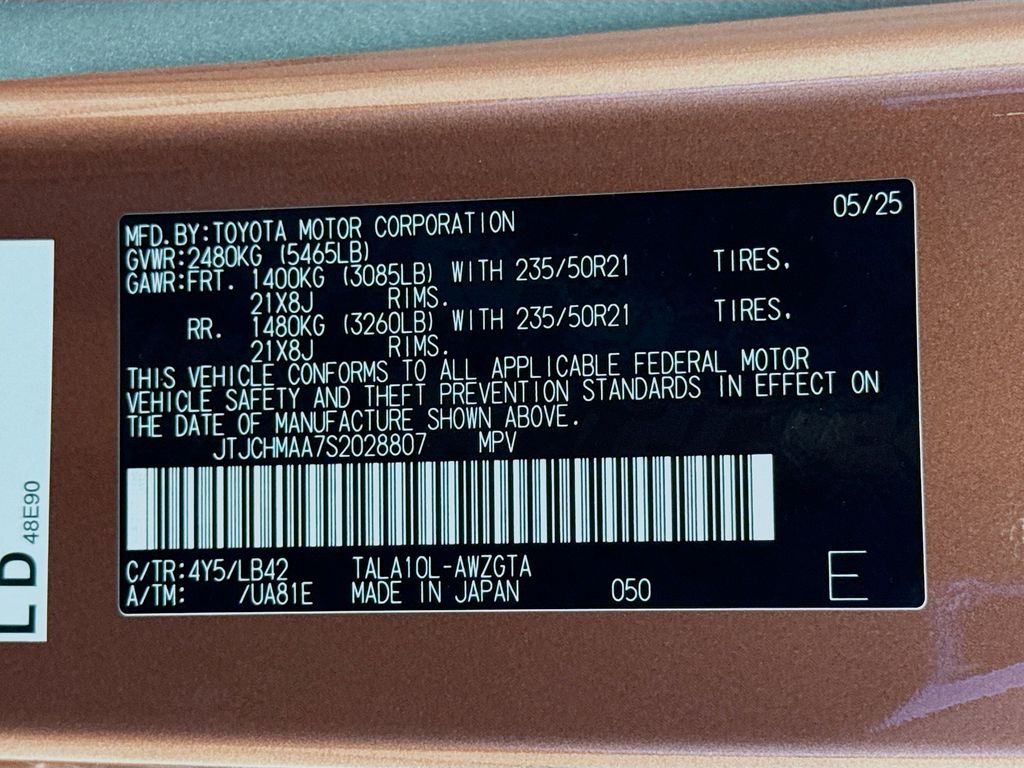 05/25
MFD.BY:TOYOTA MOTOR CORPORATION
GVWR:2480KG (5465LB)
GAWR:FRT. 1400KG (3085LB) WITH 235/50R21 TIRES.
21X8J RIMS.
RR. 1480KG (3260LB) WITH 235/50R21 TIRES.
21X8J RIMS.
THIS VEHICLE CONFORMS TO ALL APPLICABLE FEDERAL MOTOR
VEHICLE SAFETY AND THEFT PREVENTION STANDARDS IN EFFECT ON
THE DATE OF MANUFACTURE SHOWN ABOVE.
JTJCHMAA7S2028807 MPV
C/TR:4Y5/LB42 TALA10L-AWZGTA
A/TM: /UA81E MADE IN JAPAN 050 E
48E90
LD